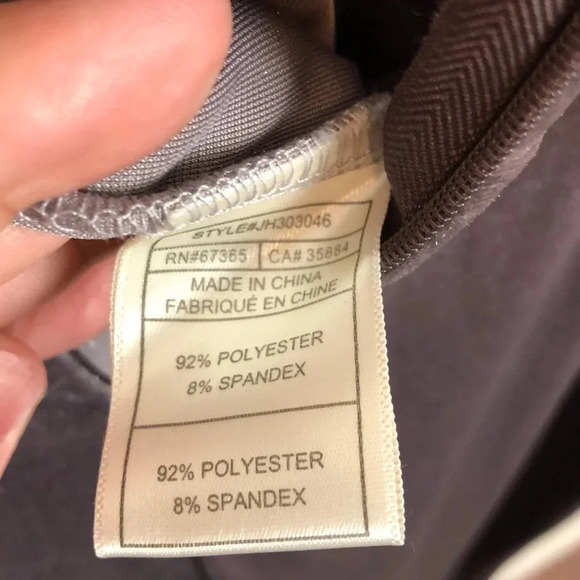 STYLE#JH303046
RN#67365 CA# 35884
MADE IN CHINA
FABRIQUÉ EN CHINE
92% POLYESTER
8% SPANDEX
92% POLYESTER
8% SPANDEX